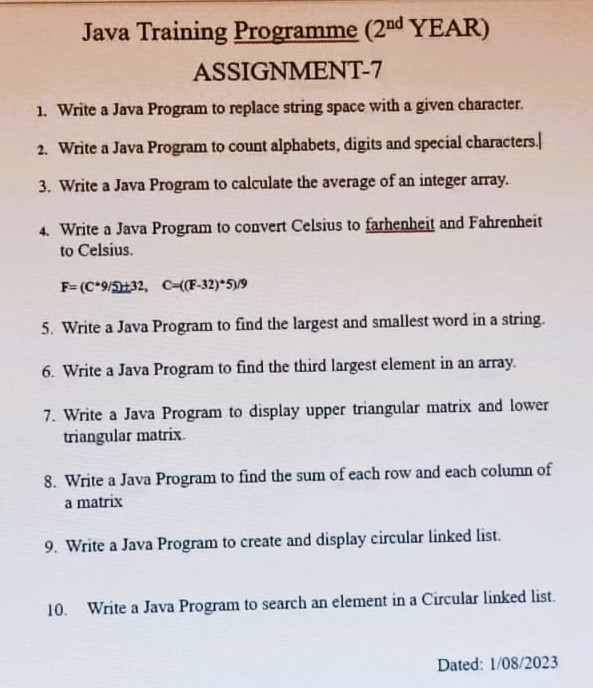 Java Training Programme (2nd YEAR)
ASSIGNMENT-7
1. Write a Java Program to replace string space with a given character.
2. Write a Java Program to count alphabets, digits and special characters.
3. Write a Java Program to calculate the average of an integer array.
4. Write a Java Program to convert Celsius to farhenheit and Fahrenheit
to Celsius.
F= (C*9/5)+32, C=((F-32)*5)/9
5. Write a Java Program to find the largest and smallest word in a string.
6. Write a Java Program to find the third largest element in an array.
7. Write a Java Program to display upper triangular matrix and lower
triangular matrix.
8. Write a Java Program to find the sum of each row and each column of
a matrix
9. Write a Java Program to create and display circular linked list.
10. Write a Java Program to search an element in a Circular linked list.
Dated: 1/08/2023